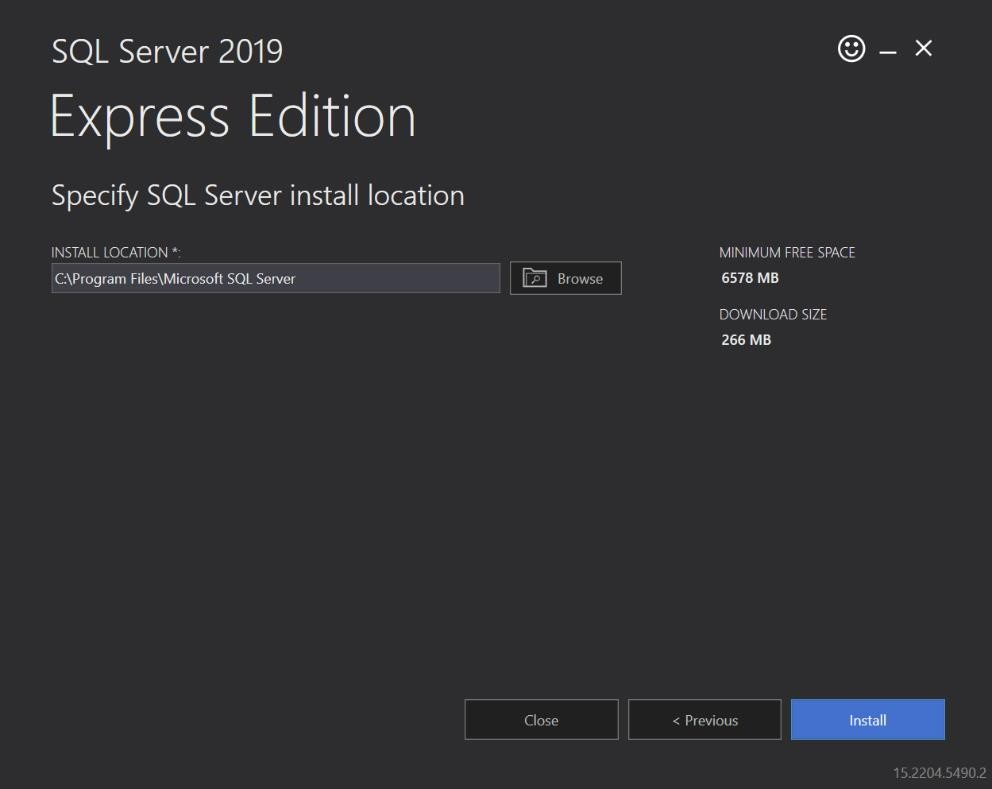 SQL Server 2019
Express Edition
Specify SQL Server install location
INSTALL LOCATION *:
C:\Program Files\Microsoft SQL Server
Browse
MINIMUM FREE SPACE
6578 MB
DOWNLOAD SIZE
266 MB
Close
< Previous
Install
15.2204.5490.2